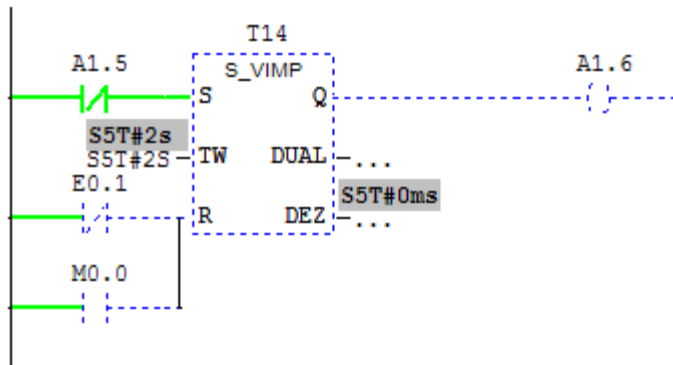 T14
A1.5
S_VIMP
A1.6
S
Q
S5T#2s
S5T#2S
TW
DUAL
...
E0.1
S5T#0ms
R
DEZ
...
M0.0